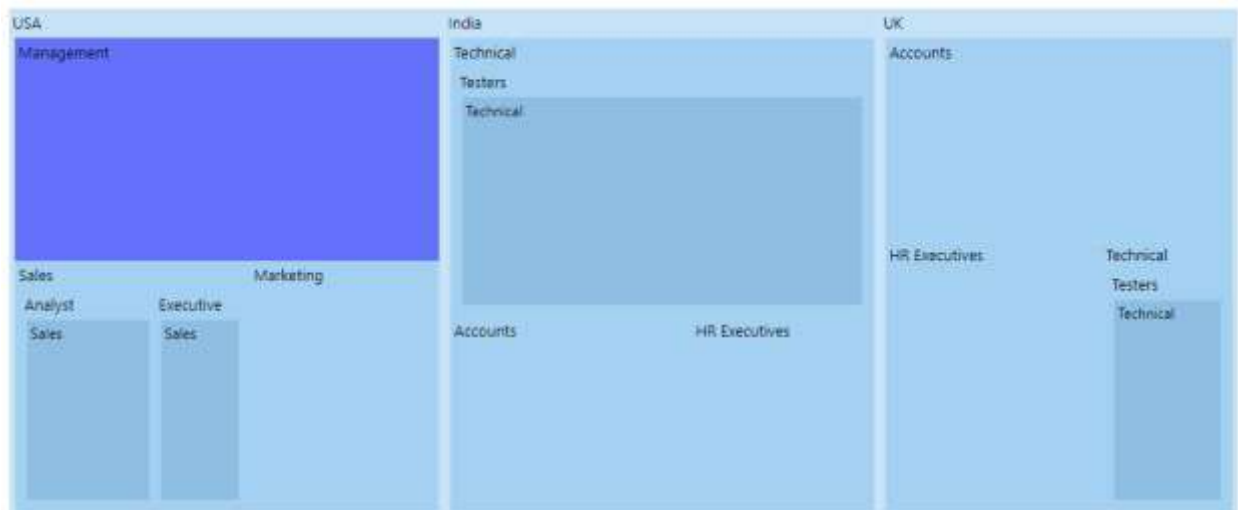 USA
Management
Sales
Marketing
Analyst
Executive
Sales
Sales
India
Technical
Testers
Technical
Accounts
HR Executives
UK
Accounts
HR Executives
Technical
Testers
Technical